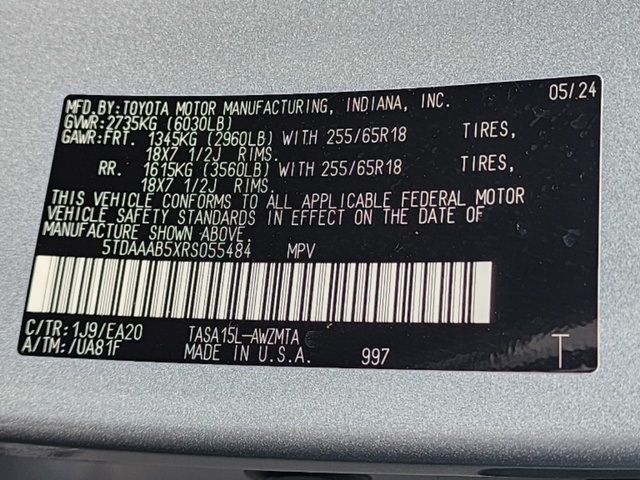 MFD.BY:TOYOTA MOTOR MANUFACTURING, INDIANA, INC. 05/24
GVWR:2735KG (6030LB)
GAWR:FRT. 1345KG (2960LB) WITH 255/65R18 TIRES,
18X7 1/2J RIMS.
RR. 1615KG (3560LB) WITH 255/65R18 TIRES,
18X7 1/2J RIMS.
THIS VEHICLE CONFORMS TO ALL APPLICABLE FEDERAL MOTOR
VEHICLE SAFETY STANDARDS IN EFFECT ON THE DATE OF
MANUFACTURE SHOWN ABOVE.
5TDAAAB5XRS055484 MPV
C/TR:1J9/EA20 TASA15L-AWZMTA
A/TM:/UA81F MADE IN U.S.A. 997 T